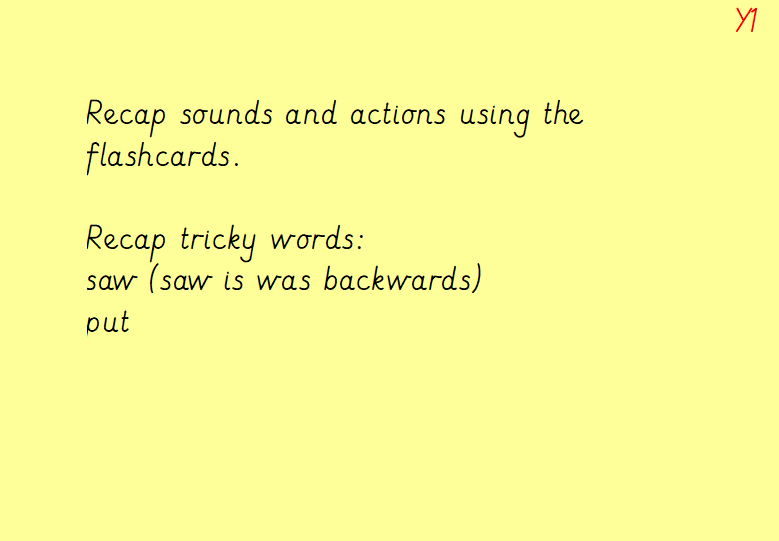 Y1
Recap sounds and actions using the
flashcards.
Recap tricky words:
saw (saw is was backwards)
put